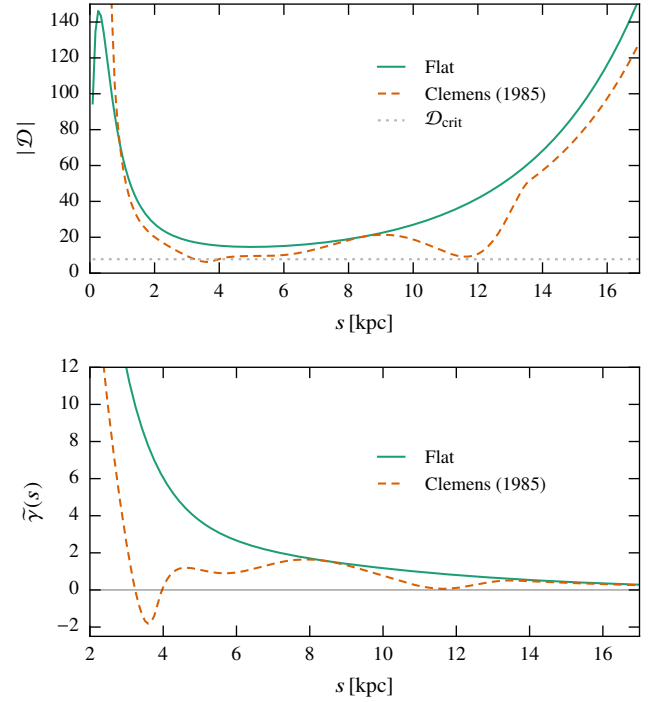 140
120
100
80
60
40
20
0
|𝒟|
Flat
Clemens (1985)
𝒟crit
0 2 4 6 8 10 12 14 16
s [kpc]
12
10
8
6
4
2
0
−2
γ̃(s)
Flat
Clemens (1985)
2 4 6 8 10 12 14 16
s [kpc]